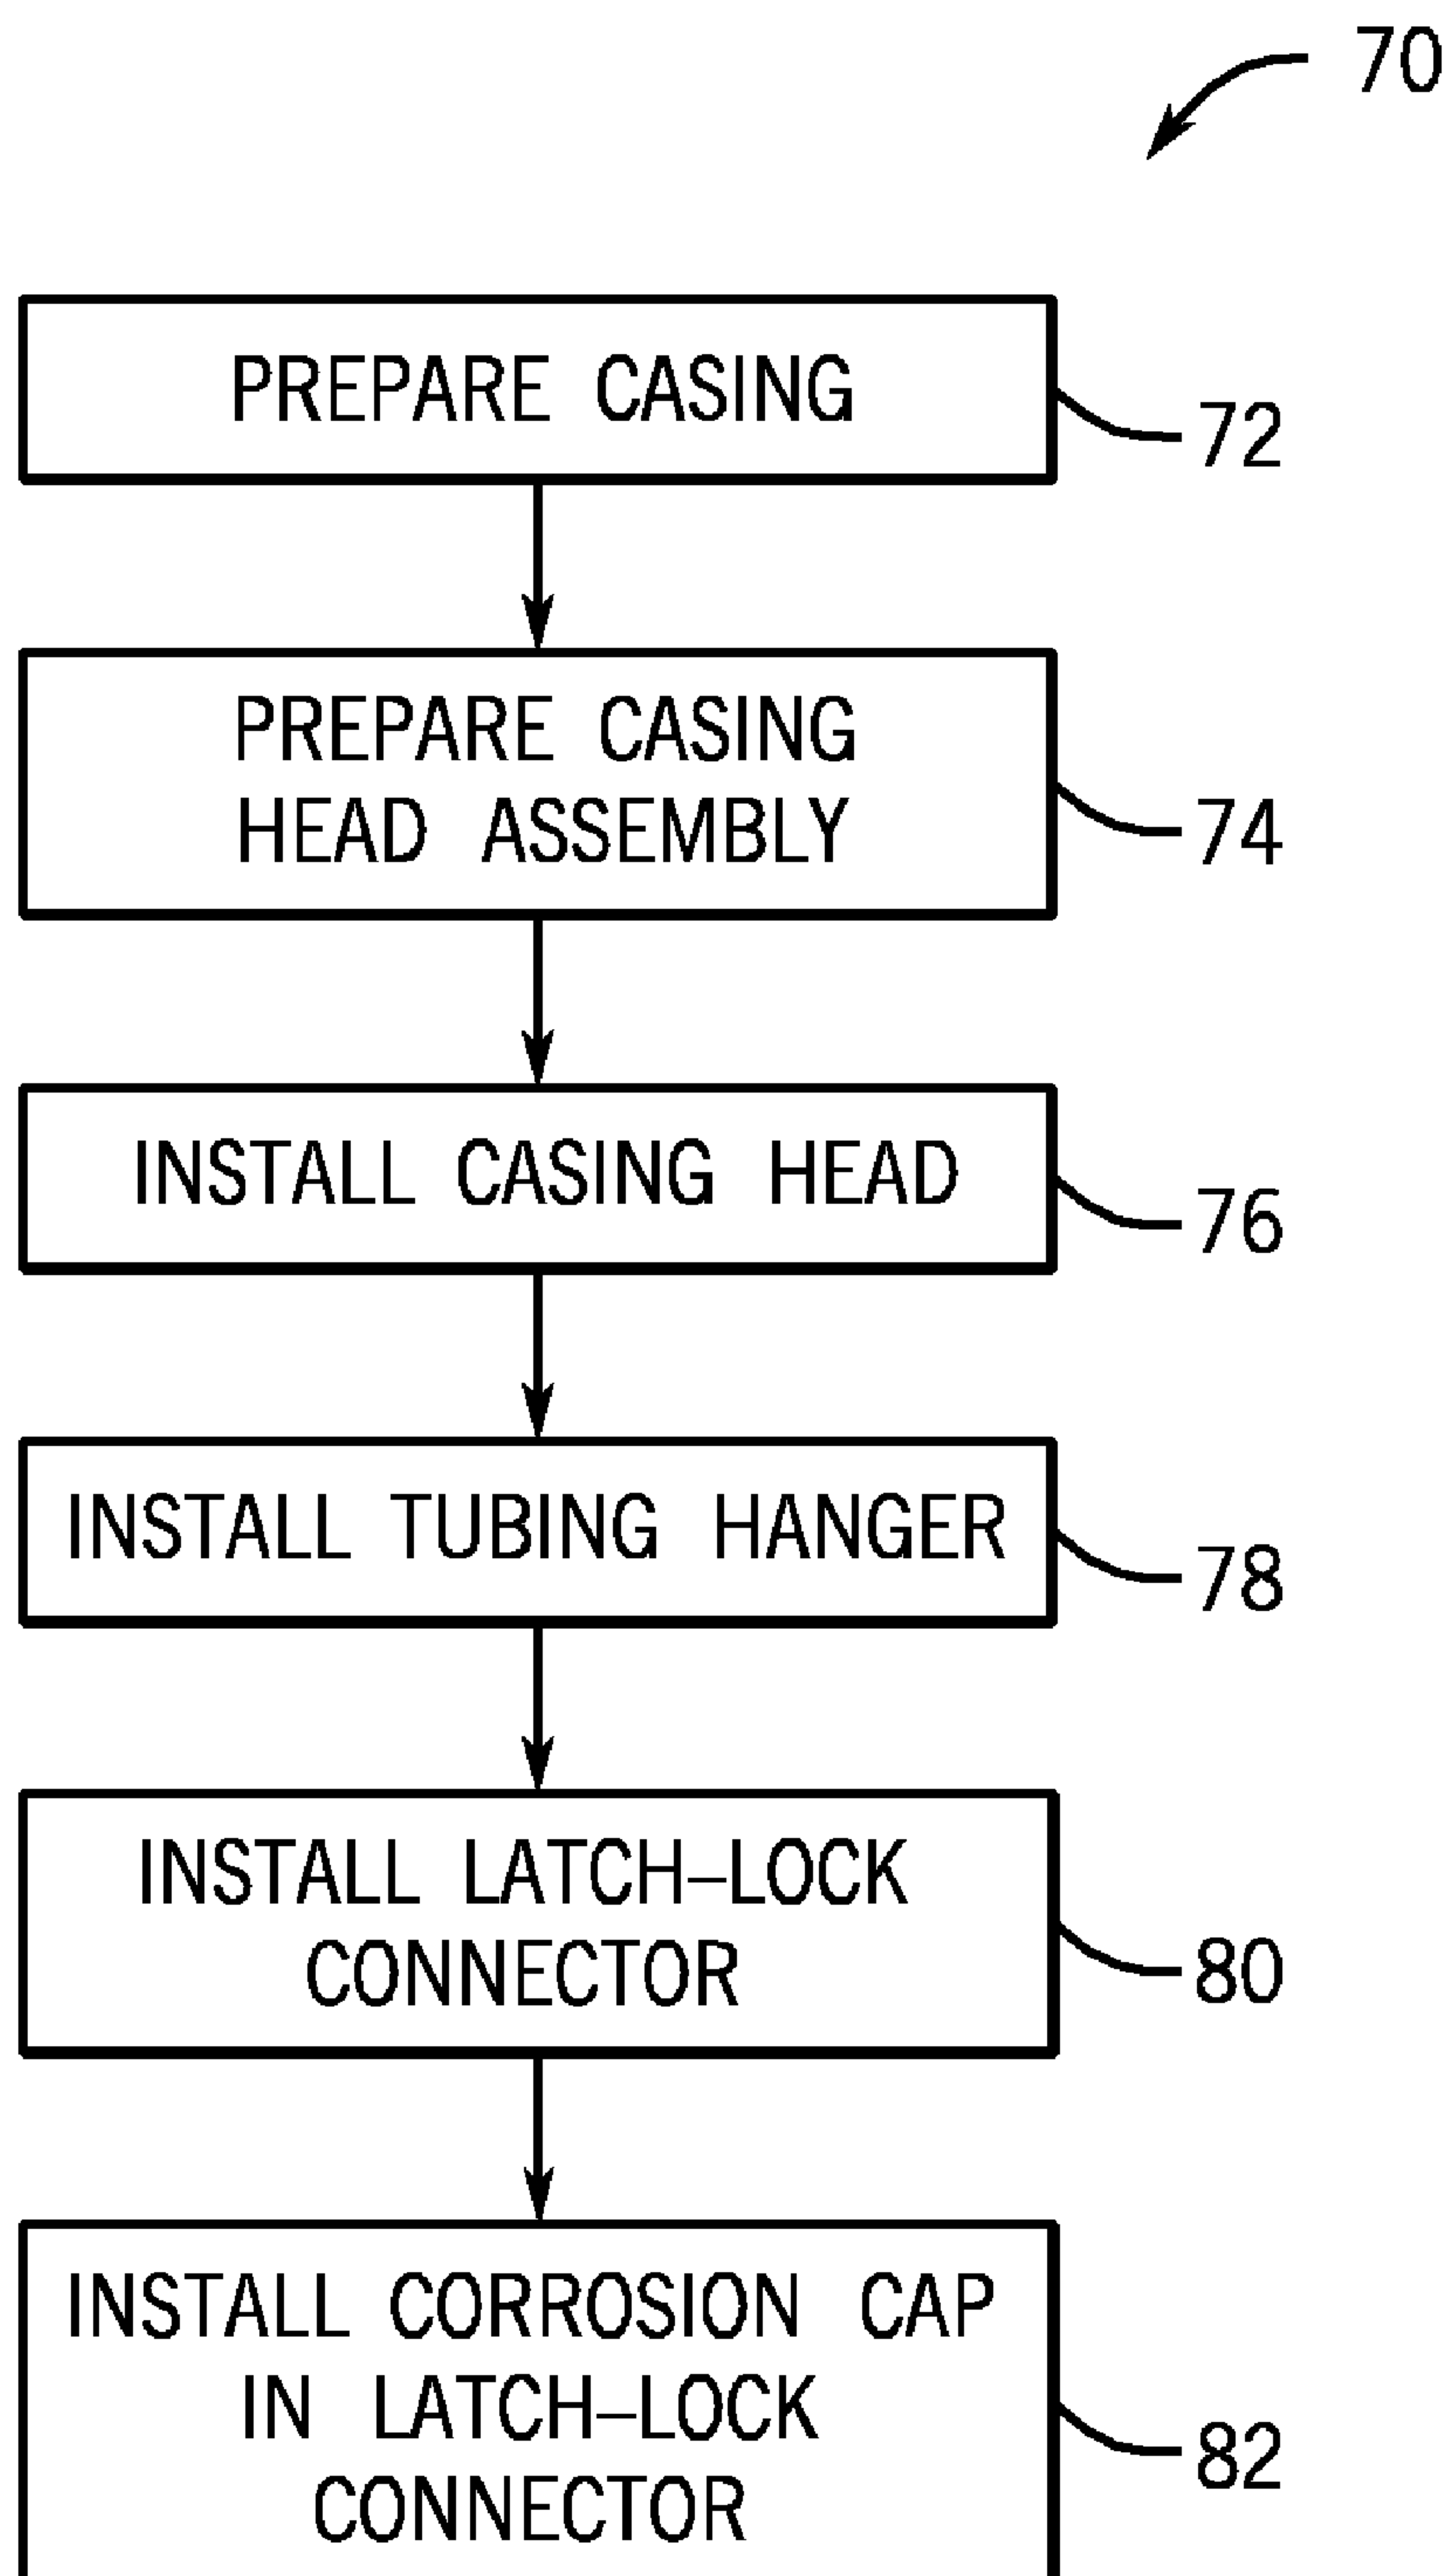 70
PREPARE CASING
72
PREPARE CASING
HEAD ASSEMBLY
74
INSTALL CASING HEAD
76
INSTALL TUBING HANGER
78
INSTALL LATCH–LOCK
CONNECTOR
80
INSTALL CORROSION CAP
IN LATCH–LOCK
CONNECTOR
82